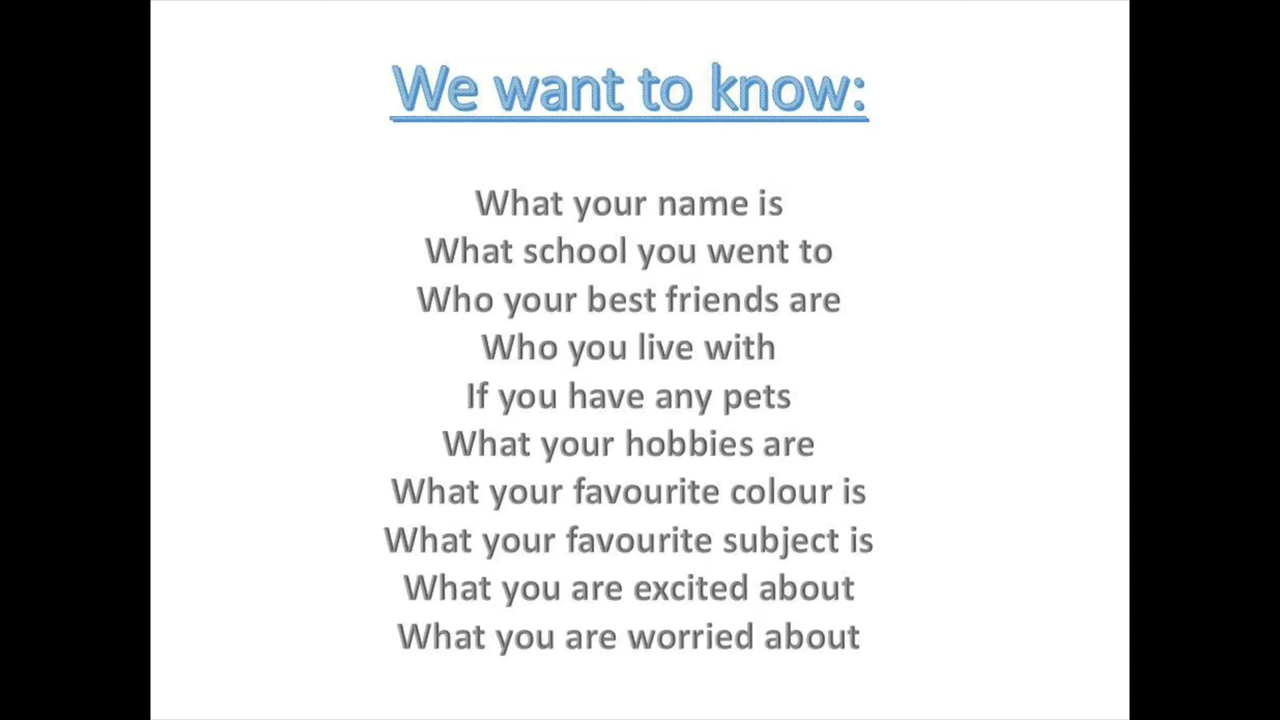 We want to know:
What your name is
What school you went to
Who your best friends are
Who you live with
If you have any pets
What your hobbies are
What your favourite colour is
What your favourite subject is
What you are excited about
What you are worried about